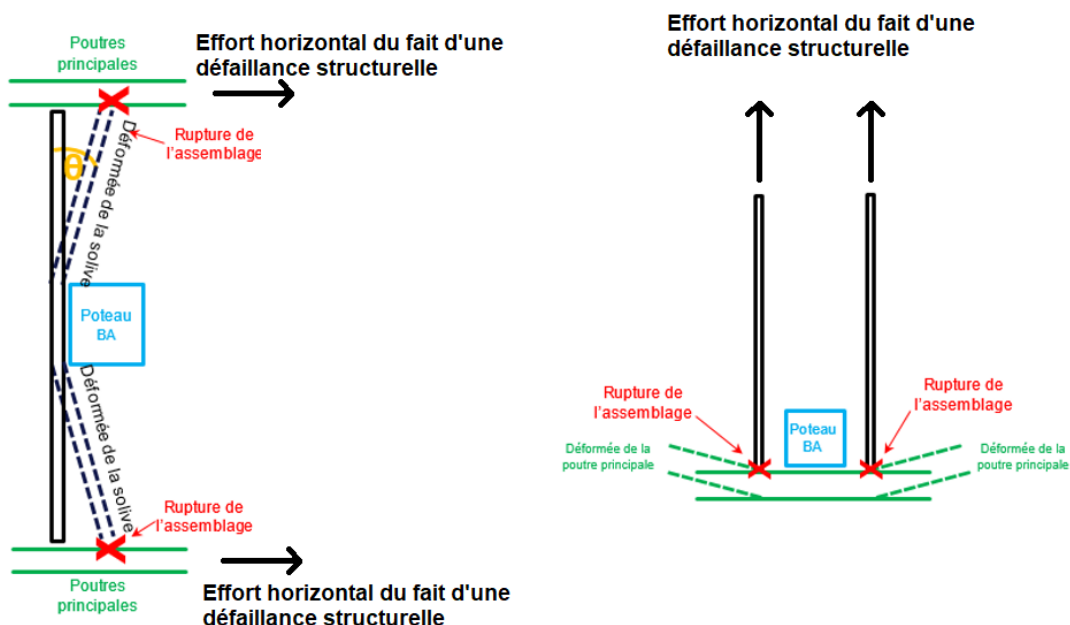 Poutres
principales
Effort horizontal du fait d'une
défaillance structurelle
Rupture de
l'assemblage
θ
Déformée de la solive
Poteau
BA
Déformée de la solive
Rupture de
l'assemblage
Poutres
principales
Effort horizontal du fait d'une
défaillance structurelle
Effort horizontal du fait d'une
défaillance structurelle
Rupture de
l'assemblage
Rupture de
l'assemblage
Poteau
BA
Déformée de la
poutre principale
Déformée de la
poutre principale